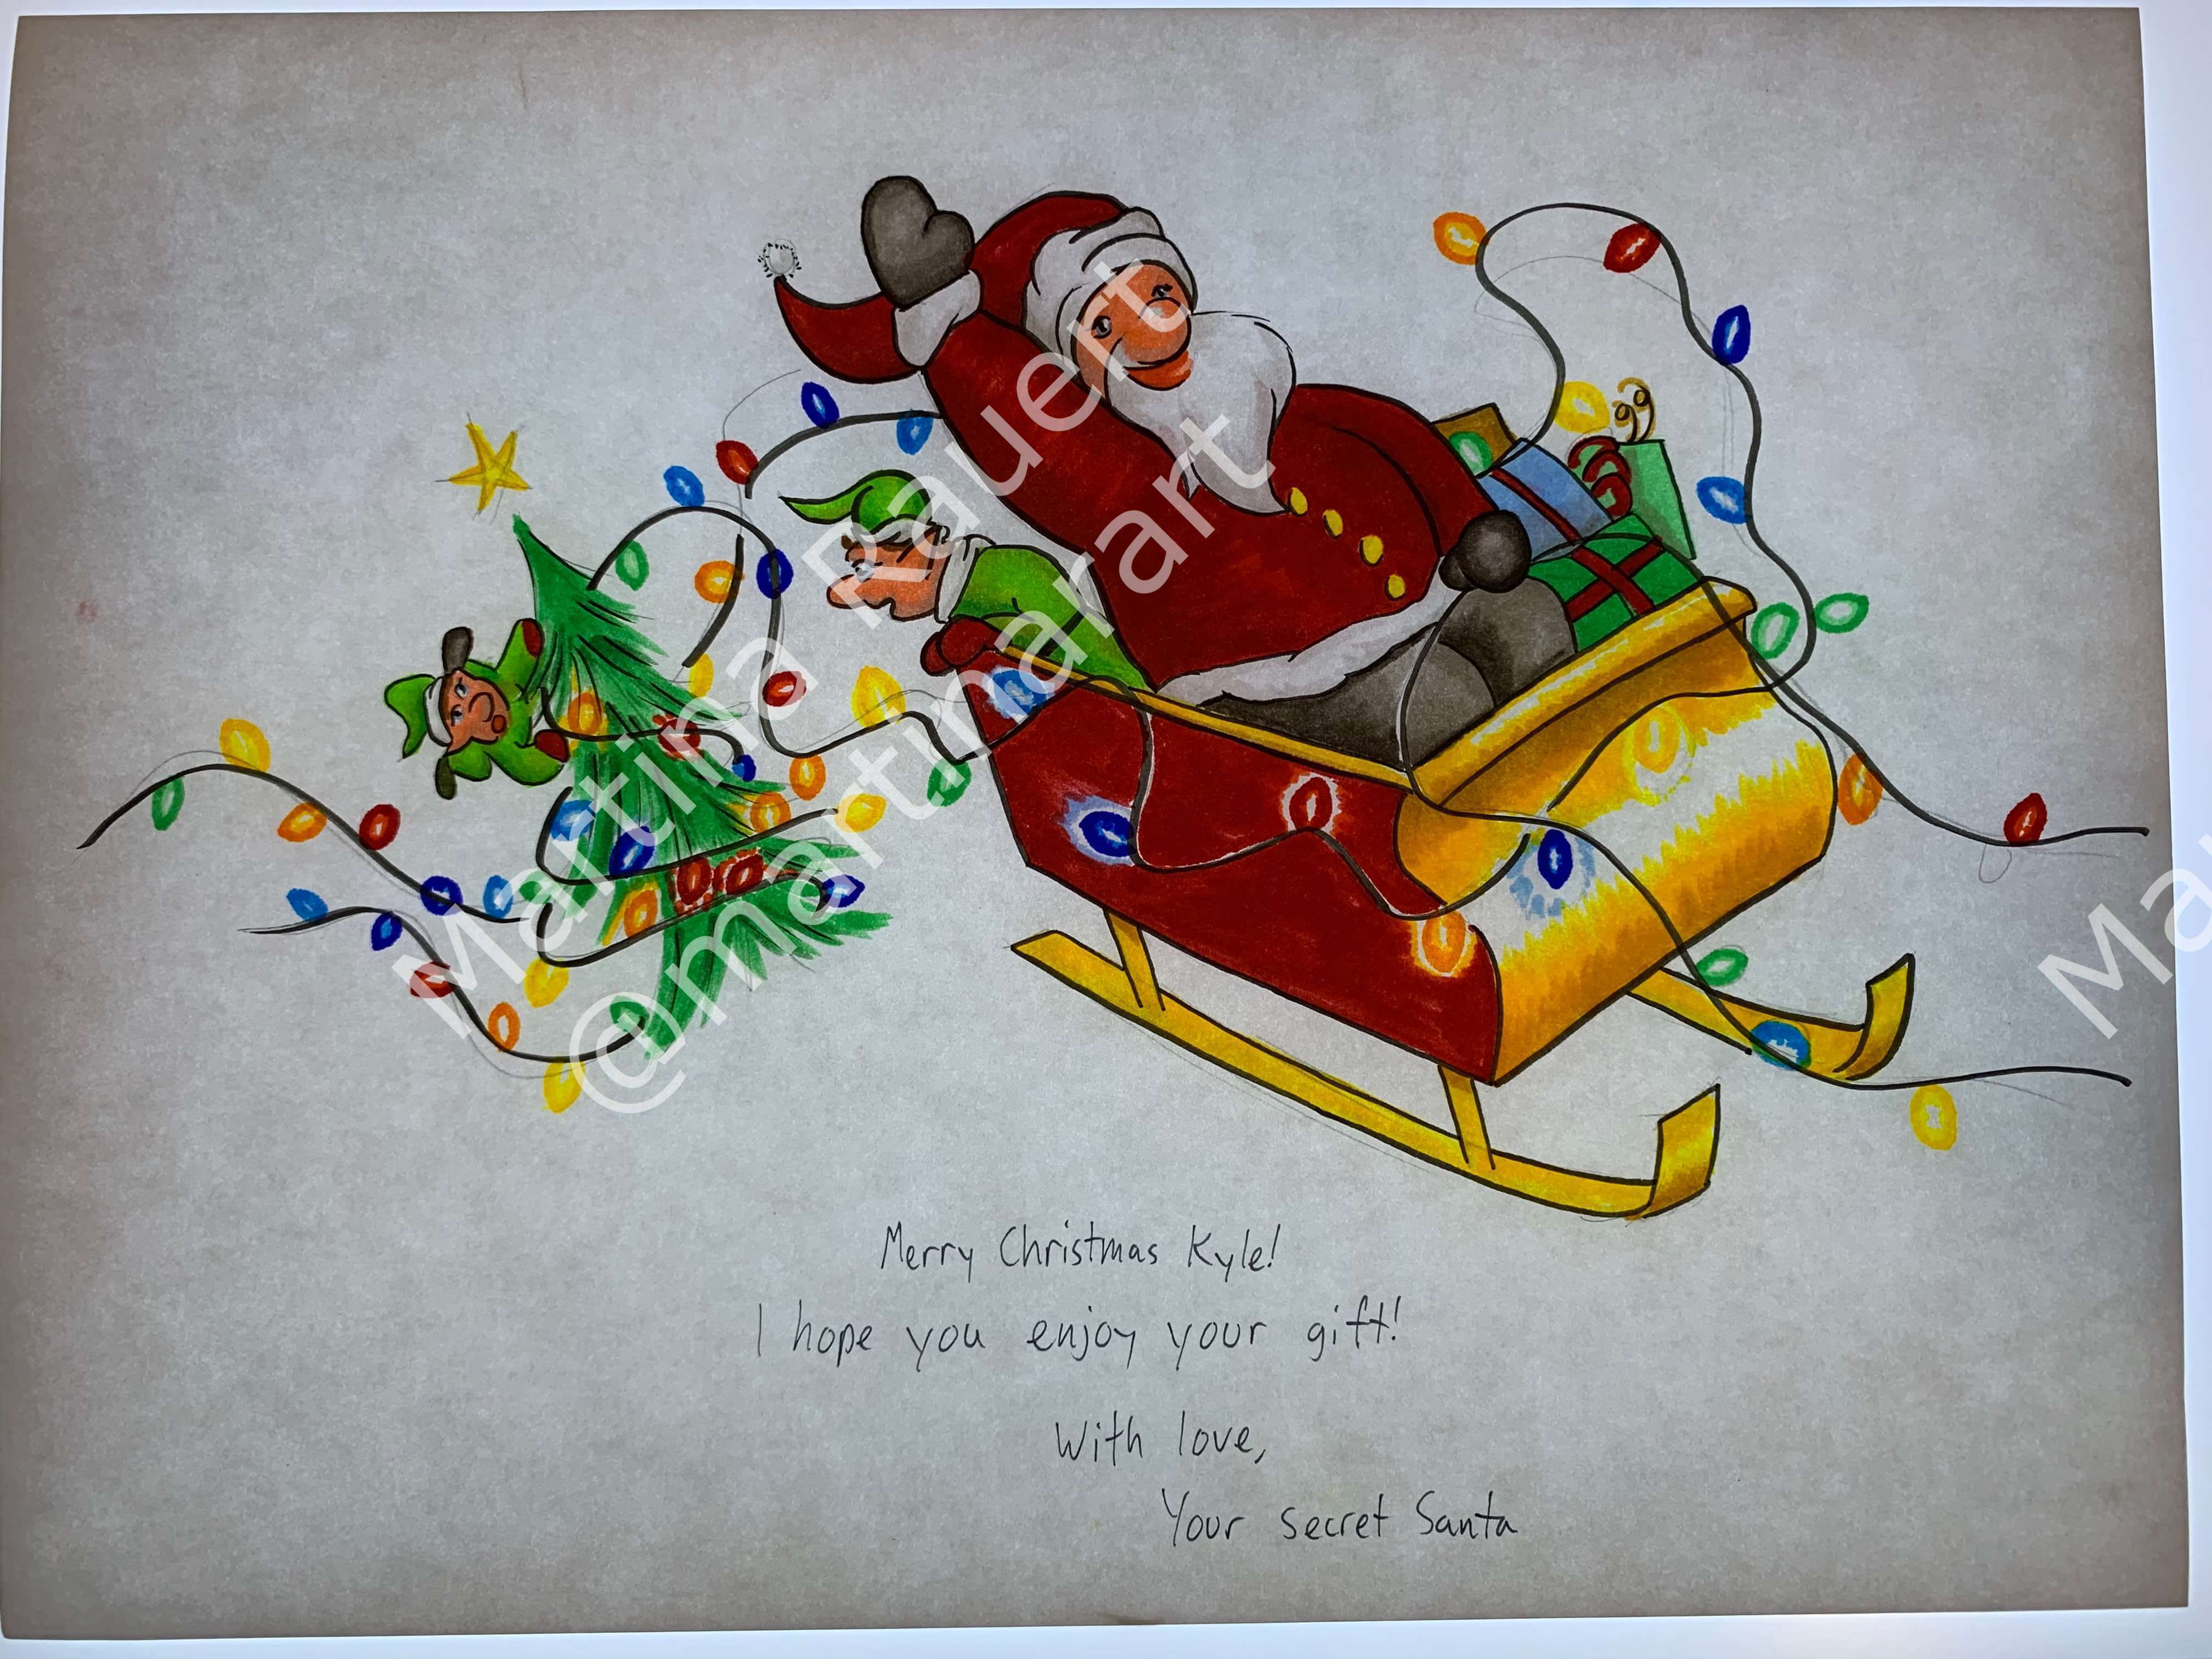 Martina Rauert
@martinarart
Ma
Merry Christmas Kyle!
I hope you enjoy your gift!
With love,
Your secret Santa